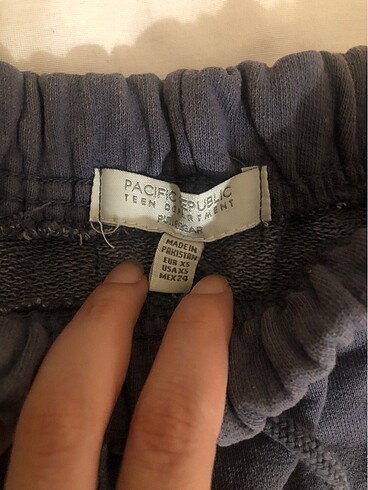 PACIFIC REPUBLIC
TEEN DEPARTMENT
MADE IN
PAKISTAN
EUR XS
USA XS
MEX 24